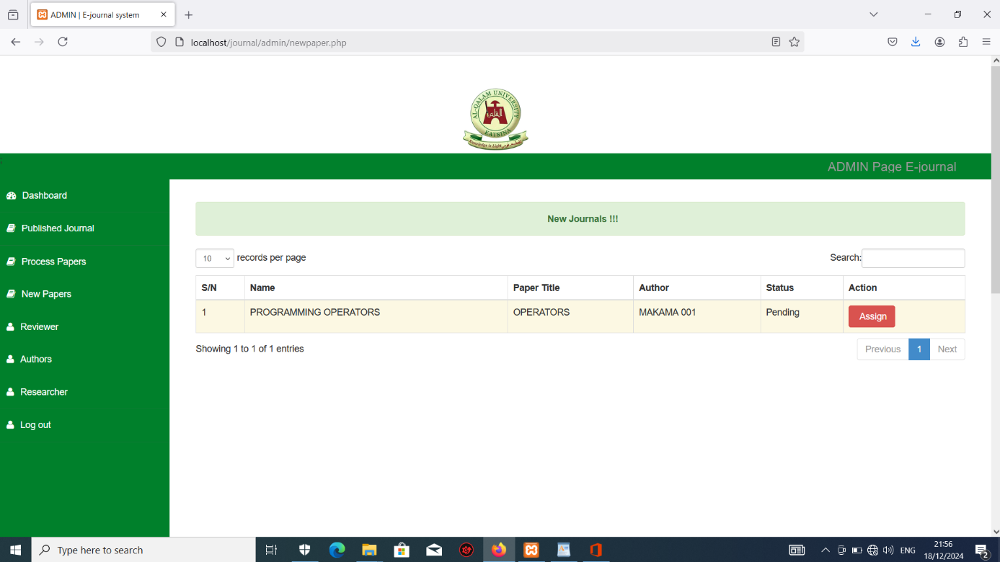 ADMIN | E-journal system
localhost/journal/admin/newpaper.php
AL-QALAM UNIVERSITY
القلم
KATSINA
Knowledge is Light
ADMIN Page E-journal
Dashboard
Published Journal
Process Papers
New Papers
Reviewer
Authors
Researcher
Log out
New Journals !!!
10 records per page
Search:
S/N Name Paper Title Author Status Action
1 PROGRAMMING OPERATORS OPERATORS MAKAMA 001 Pending Assign
Showing 1 to 1 of 1 entries
Previous 1 Next
Type here to search
ENG
21:56
18/12/2024
2